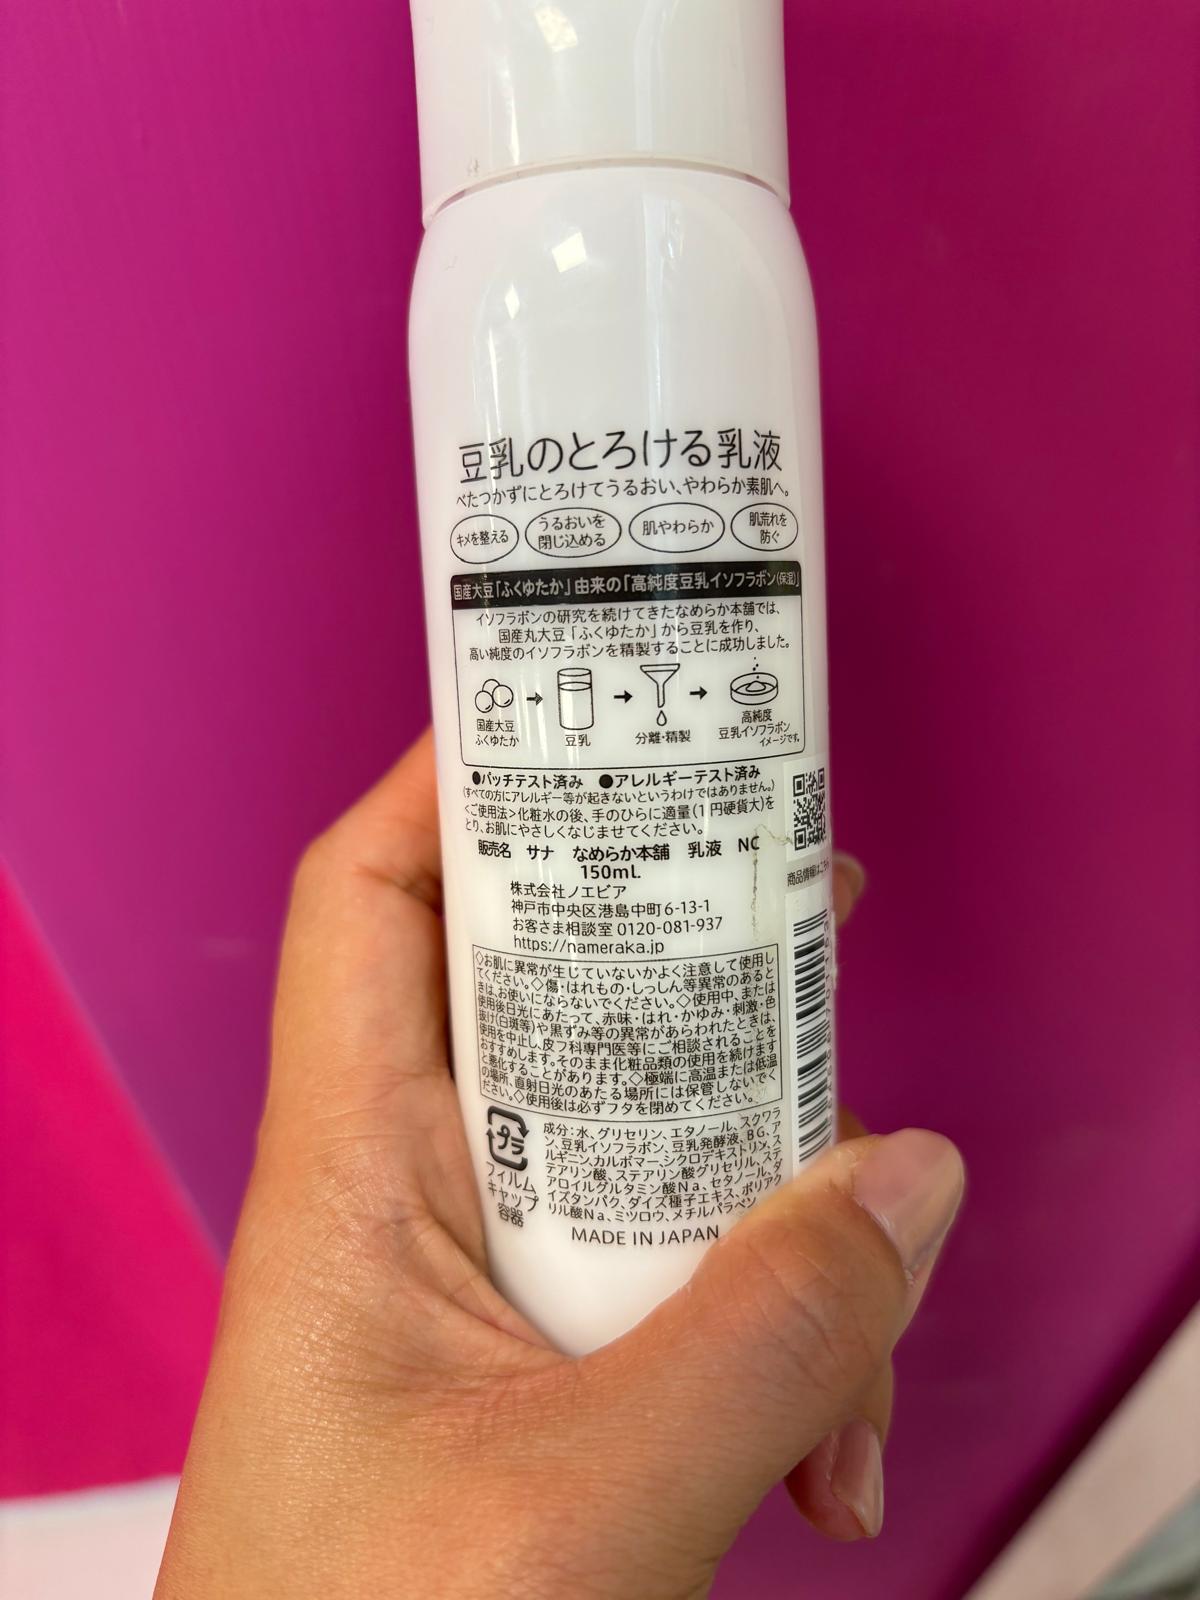 豆乳のとろける乳液
べたつかずにとろけてうるおい、やわらか素肌へ。
キメを整える
うるおいを
閉じ込める
肌やわらか
肌荒れを
防ぐ
国産大豆「ふくゆたか」由来の「高純度豆乳イソフラボン(保湿)」
イソフラボンの研究を続けてきたなめらか本舗では、
国産丸大豆「ふくゆたか」から豆乳を作り、
高い純度のイソフラボンを精製することに成功しました。
国産大豆
ふくゆたか
豆乳
分離・精製
高純度
豆乳イソフラボン
イメージです。
●パッチテスト済み ●アレルギーテスト済み
(すべての方にアレルギー等が起きないというわけではありません。)
<ご使用法>化粧水の後、手のひらに適量(1円硬貨大)を
とり、お肌にやさしくなじませてください。
販売名 サナ なめらか本舗 乳液 NC
150mL
株式会社ノエビア
神戸市中央区港島中町6-13-1
お客さま相談室 0120-081-937
https://nameraka.jp
商品情報はこちら
◇お肌に異常が生じていないかよく注意して使用し
てください。◇傷・はれもの・しっしん等異常のあると
きは、お使いにならないでください。◇使用中、または
使用後日光にあたって、赤味・はれ・かゆみ・刺激・色
抜け(白斑等)や黒ずみ等の異常があらわれたときは、
使用を中止し、皮フ科専門医等にご相談されることを
おすすめします。そのまま化粧品類の使用を続けます
と悪化することがあります。◇極端に高温または低温
の場所、直射日光のあたる場所には保管しないでく
ださい。◇使用後は必ずフタを閉めてください。
プラ
フィルム
キャップ
容器
成分：水、グリセリン、エタノール、スクワラ
ン、豆乳イソフラボン、豆乳発酵液、BG、ア
ルギニン、カルボマー、シクロデキストリン、ス
テアリン酸、ステアリン酸グリセリル、ステ
アロイルグルタミン酸Na、セタノール、ダ
イズタンパク、ダイズ種子エキス、ポリアク
リル酸Na、ミツロウ、メチルパラベン
MADE IN JAPAN